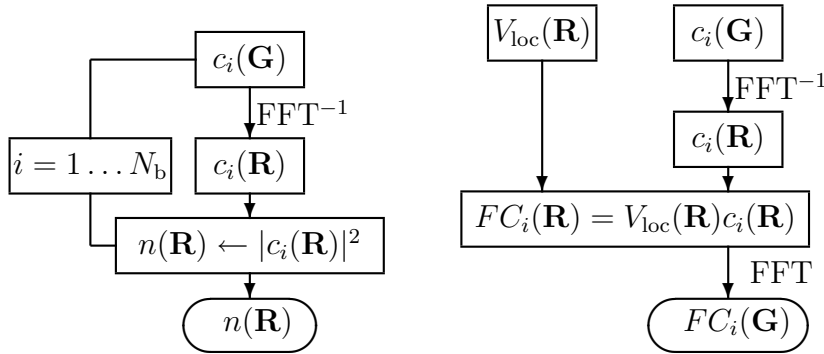 c_i(𝐆)
FFT⁻¹
i = 1 … N_b
c_i(𝐑)
n(𝐑) ← |c_i(𝐑)|²
n(𝐑)
V_loc(𝐑)
c_i(𝐆)
FFT⁻¹
c_i(𝐑)
FC_i(𝐑) = V_loc(𝐑)c_i(𝐑)
FFT
FC_i(𝐆)